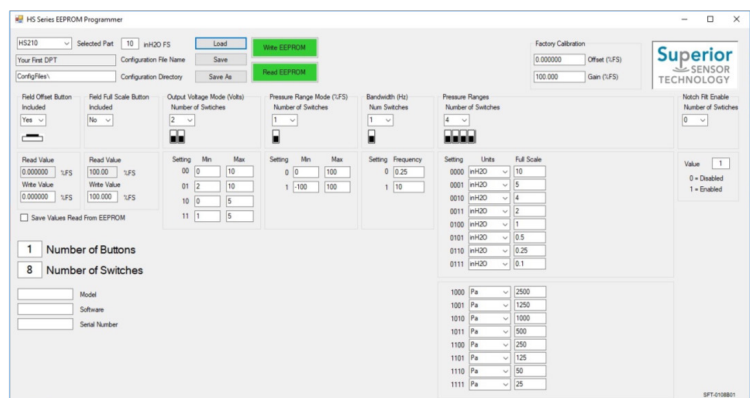 HS Series EEPROM Programmer
HS210 Selected Part 10 inH2O FS Load Write EEPROM
Your First DPT Configuration File Name Save
ConfigFiles\ Configuration Directory Save As Read EEPROM
Factory Calibration
0.000000 Offset (%FS)
100.000 Gain (%FS)
Superior
SENSOR
TECHNOLOGY
Field Offset Button
Included
Yes
Field Full Scale Button
Included
No
Output Voltage Mode (Volts)
Number of Switches
2
Pressure Range Mode (%FS)
Number of Switches
1
Bandwidth (Hz)
Num Switches
1
Pressure Ranges
Number of Switches
4
Notch Filt Enable
Number of Switches
0
Read Value
0.000000 %FS
Write Value
0.000000 %FS
Read Value
100.00 %FS
Write Value
100.000 %FS
Save Values Read From EEPROM
Setting Min Max
00 0 10
01 2 10
10 0 5
11 1 5
Setting Min Max
0 0 100
1 -100 100
Setting Frequency
0 0.25
1 10
Setting Units Full Scale
0000 inH2O 10
0001 inH2O 5
0010 inH2O 4
0011 inH2O 2
0100 inH2O 1
0101 inH2O 0.5
0110 inH2O 0.25
0111 inH2O 0.1
Value 1
0 = Disabled
1 = Enabled
1 Number of Buttons
8 Number of Switches
Model
Software
Serial Number
1000 Pa 2500
1001 Pa 1250
1010 Pa 1000
1011 Pa 500
1100 Pa 250
1101 Pa 125
1110 Pa 50
1111 Pa 25
SPT-0108B01